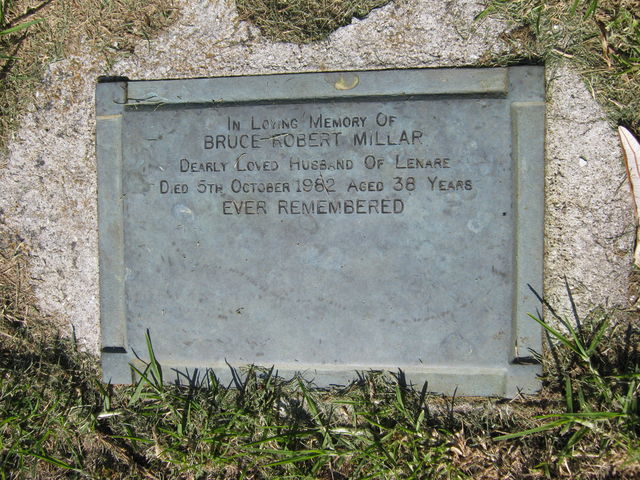 In Loving Memory Of
BRUCE ROBERT MILLAR
Dearly Loved Husband Of Lenare
Died 5th October 1982 Aged 38 Years
EVER REMEMBERED